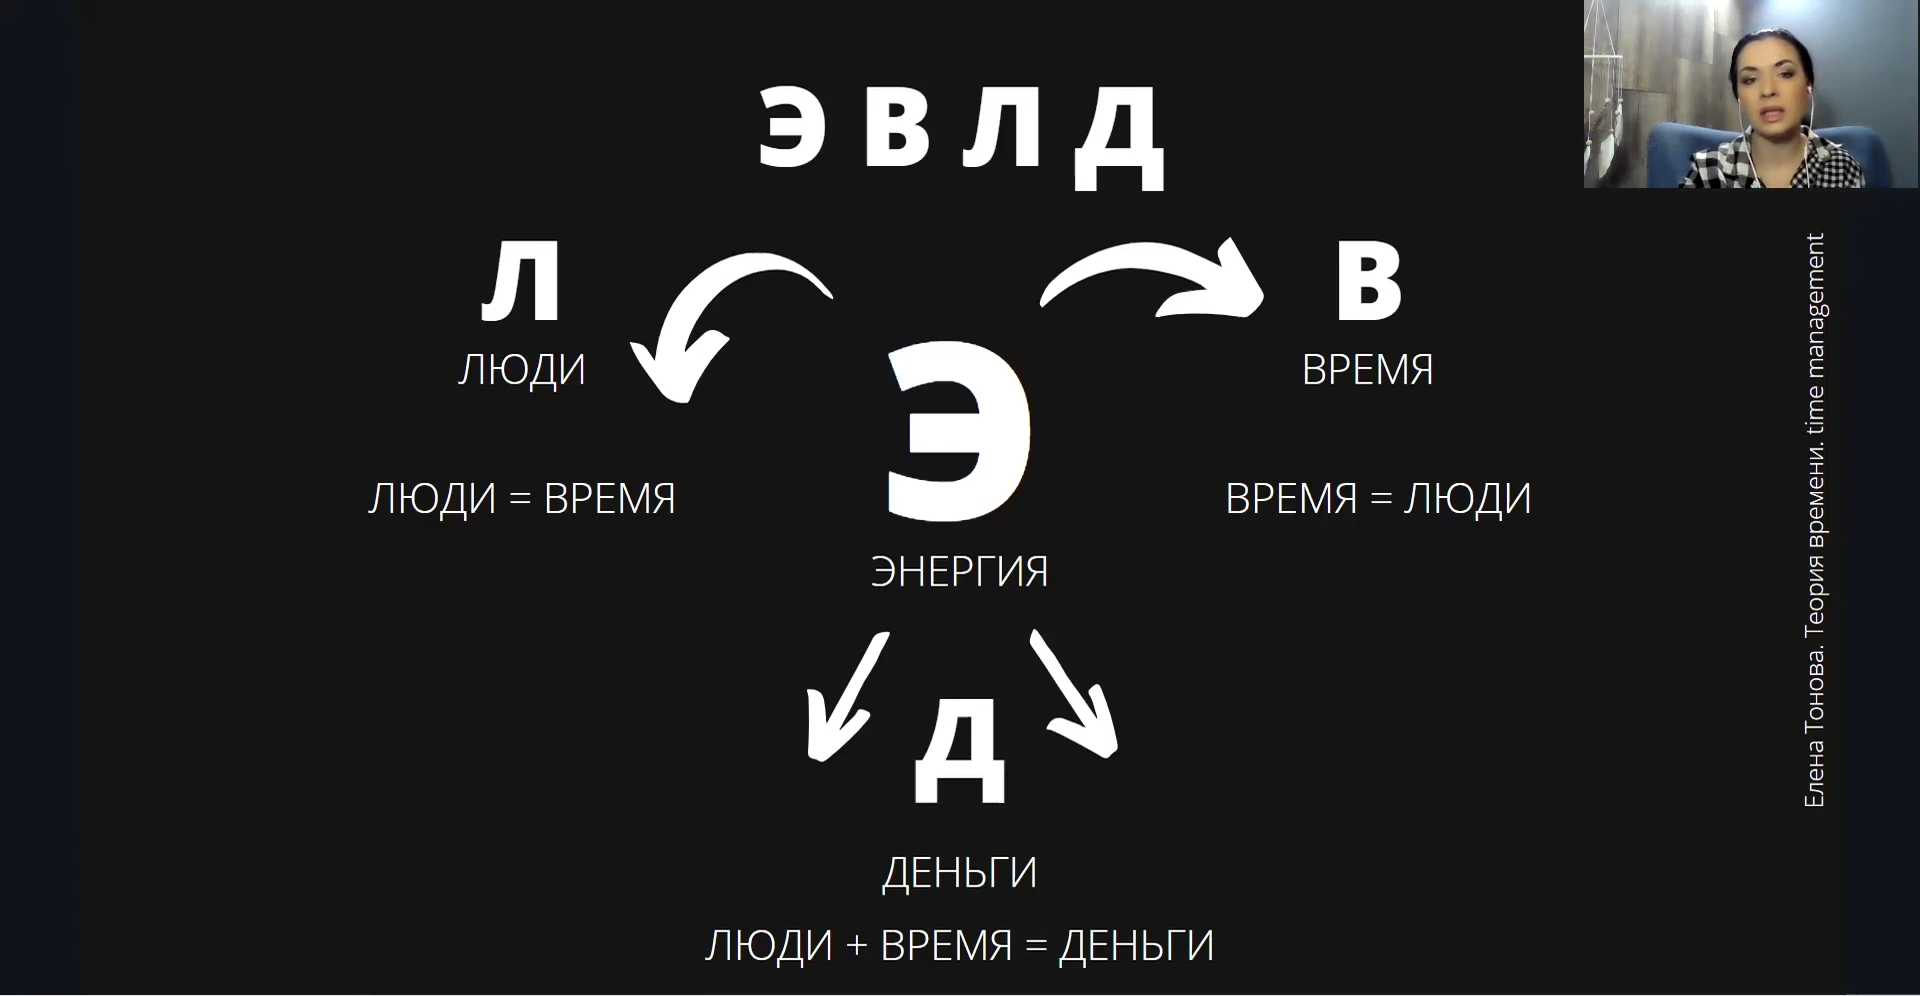 Э В Л Д
Л
ЛЮДИ
ЛЮДИ = ВРЕМЯ
Э
ЭНЕРГИЯ
В
ВРЕМЯ
ВРЕМЯ = ЛЮДИ
Д
ДЕНЬГИ
ЛЮДИ + ВРЕМЯ = ДЕНЬГИ
Елена Тонова. Теория времени. time management